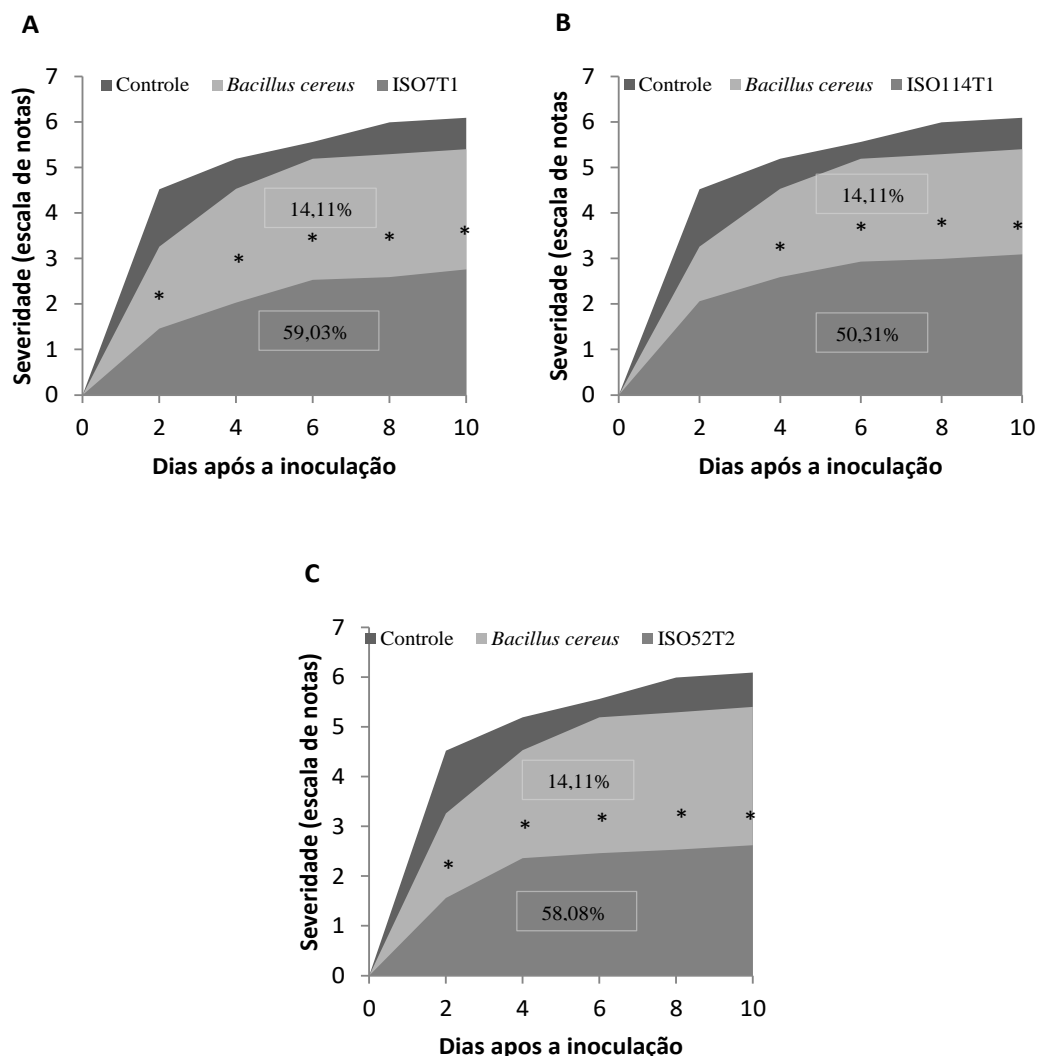 A
Controle Bacillus cereus ISO7T1
Severidade (escala de notas)
7
6
5
4
3
2
1
0
14,11%
* * * * *
59,03%
0 2 4 6 8 10
Dias após a inoculação
B
Controle Bacillus cereus ISO114T1
Severidade (escala de notas
7
6
5
4
3
2
1
0
14,11%
* * * *
50,31%
0 2 4 6 8 10
Dias após a inoculação
C
Controle Bacillus cereus ISO52T2
Severidade (escala de notas)
7
6
5
4
3
2
1
0
14,11%
* * * * *
58,08%
0 2 4 6 8 10
Dias apos a inoculação